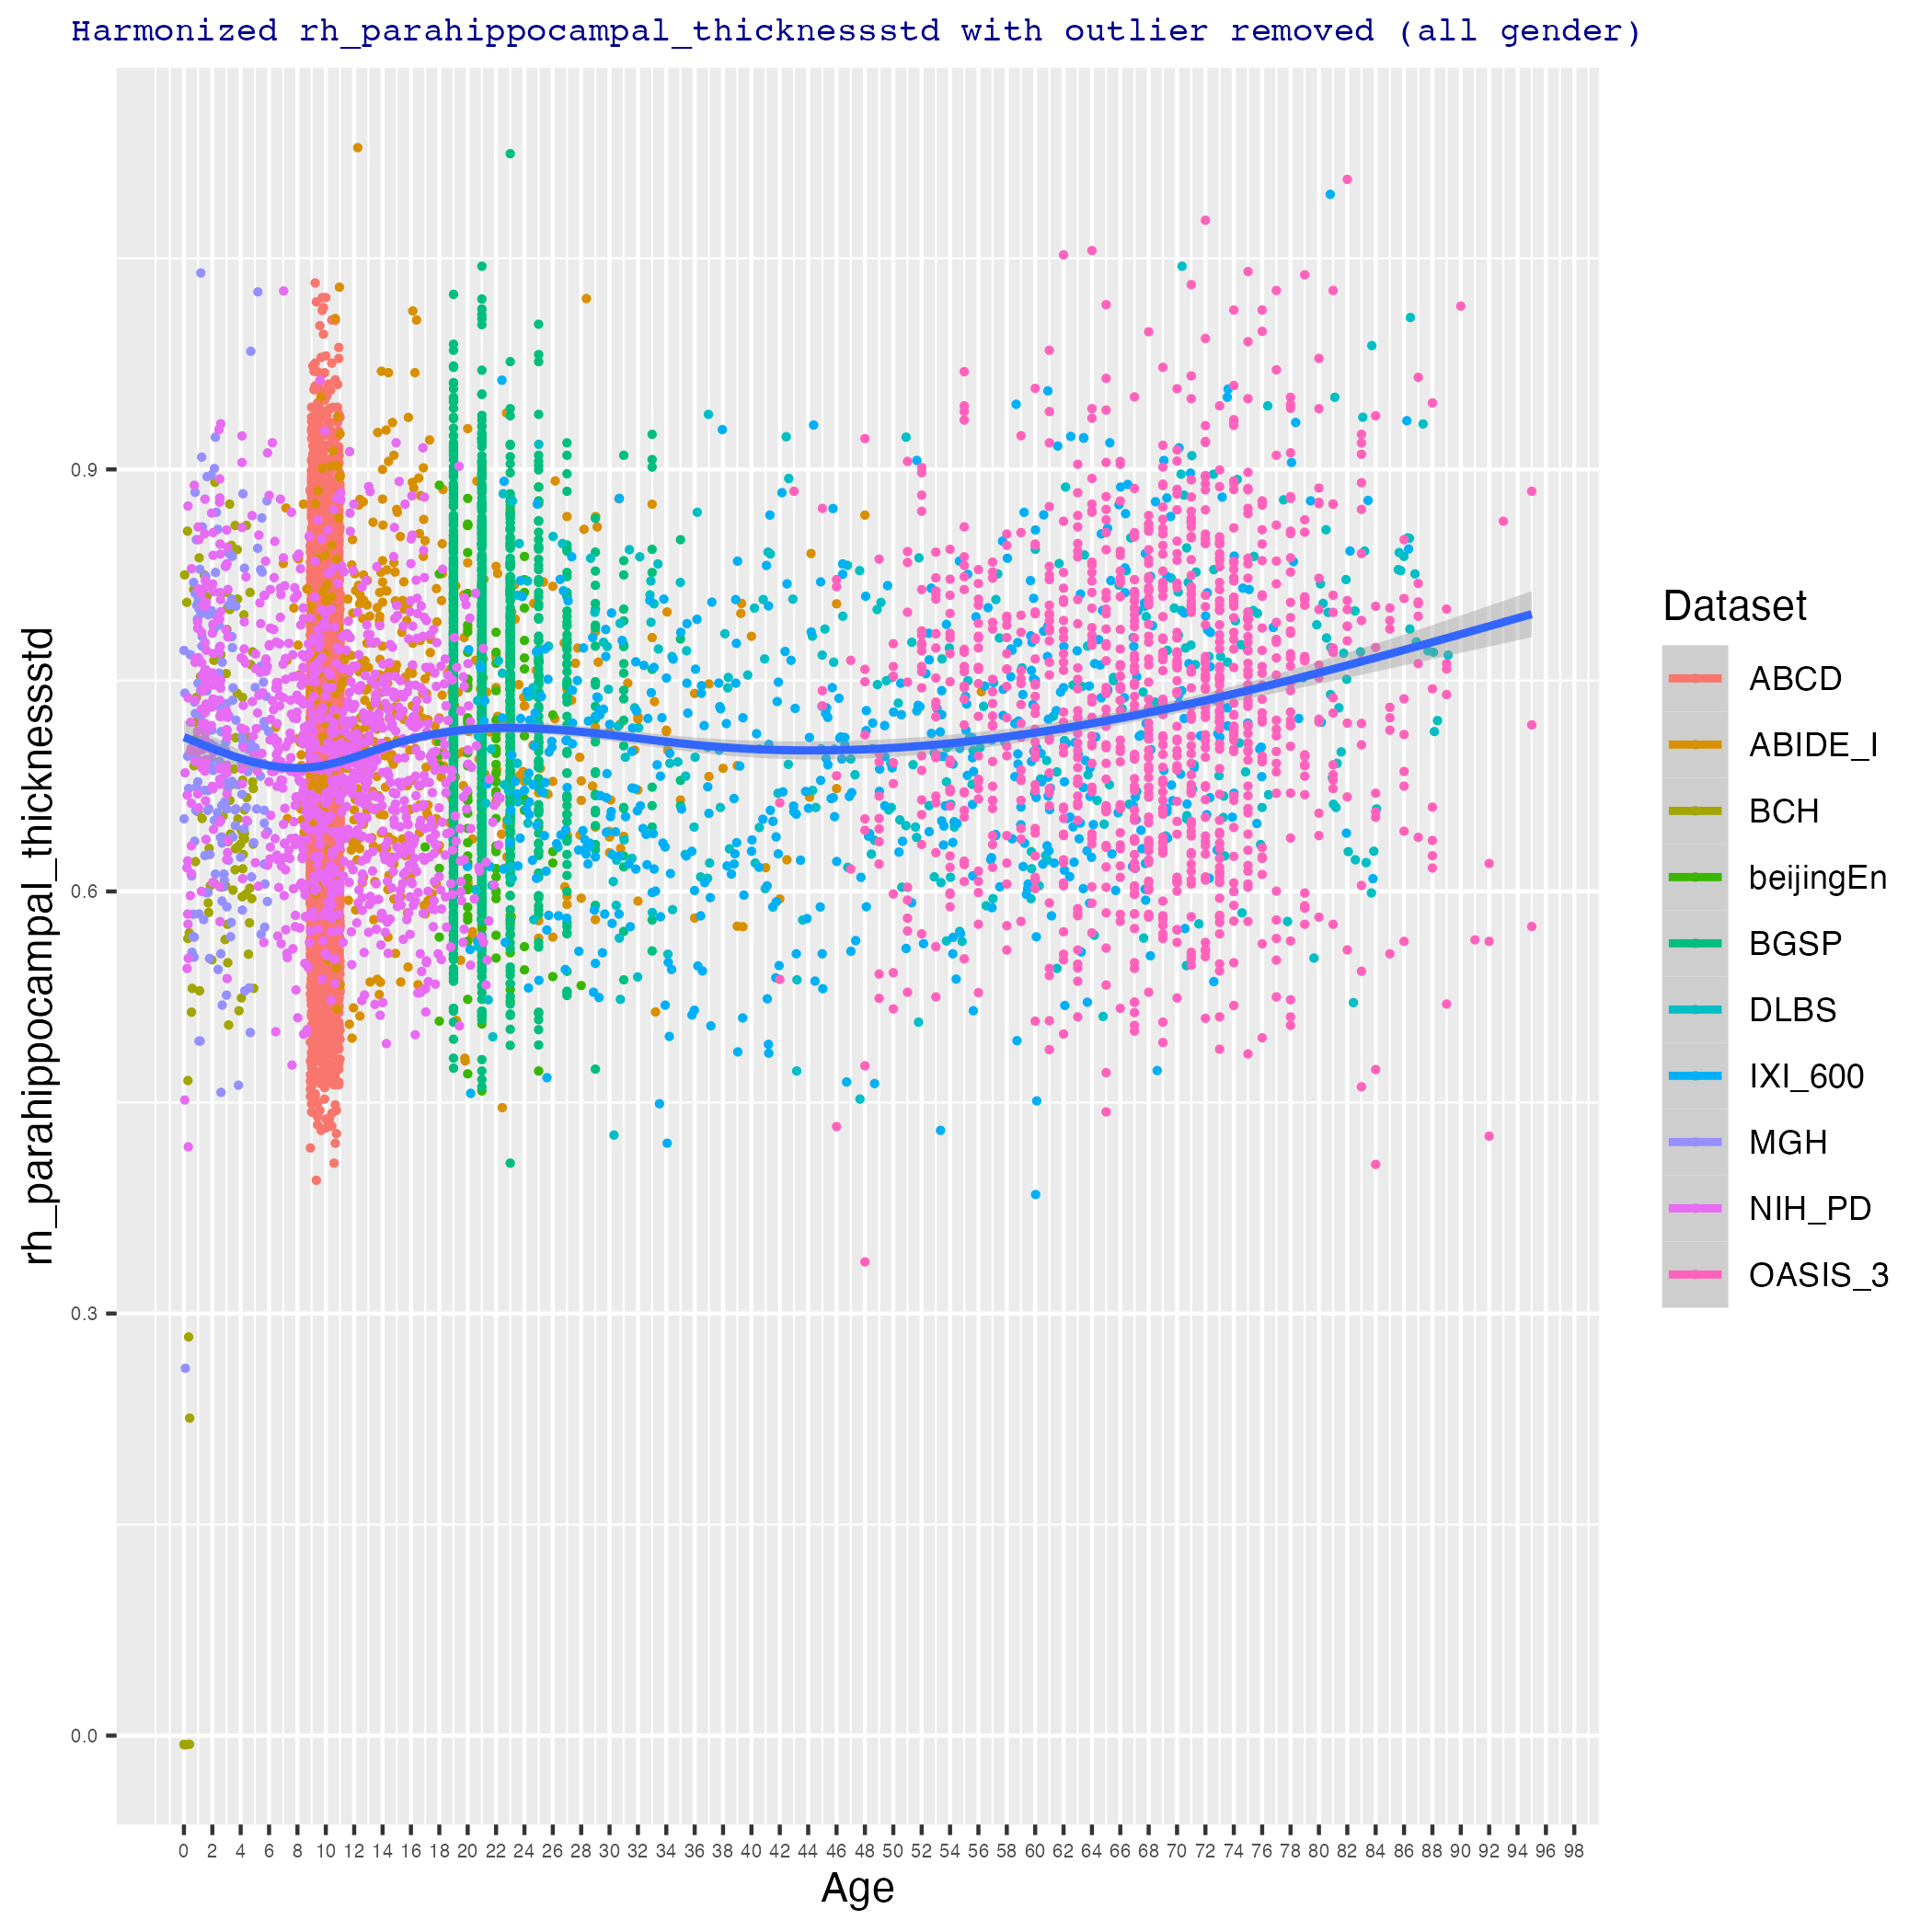 Harmonized rh_parahippocampal_thicknessstd with outlier removed (all gender)
rh_parahippocampal_thicknessstd
0.9
0.6
0.3
0.0
0 2 4 6 8 10 12 14 16 18 20 22 24 26 28 30 32 34 36 38 40 42 44 46 48 50 52 54 56 58 60 62 64 66 68 70 72 74 76 78 80 82 84 86 88 90 92 94 96 98
Age
Dataset
ABCD
ABIDE_I
BCH
beijingEn
BGSP
DLBS
IXI_600
MGH
NIH_PD
OASIS_3